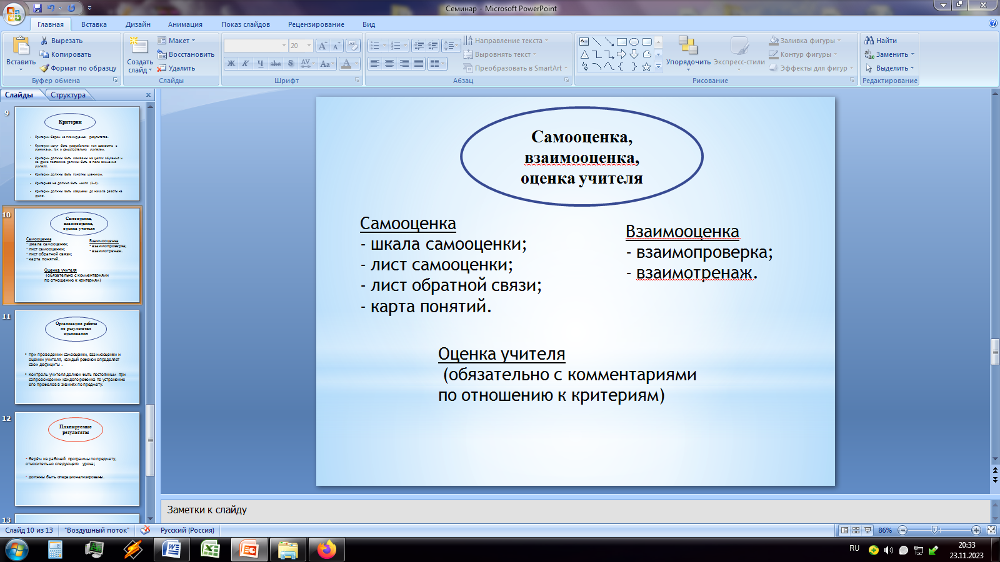 Семинар - Microsoft PowerPoint
Главная Вставка Дизайн Анимация Показ слайдов Рецензирование Вид
Вставить
Вырезать
Копировать
Формат по образцу
Буфер обмена
Создать слайд
Макет
Восстановить
Удалить
Слайды
20
Ж К Ч abc S AV Aa A
Шрифт
Направление текста
Выровнять текст
Преобразовать в SmartArt
Абзац
Упорядочить
Экспресс-стили
Заливка фигуры
Контур фигуры
Эффекты для фигур
Рисование
Найти
Заменить
Выделить
Редактирование
Слайды Структура
9
Критерии
- Критерии берем из планируемых результатов.
- Критерии могут быть разработаны как совместно с
учениками, так и самостоятельно учителем.
- Критерии должны быть основаны на целях обучения и
на уроке постоянно должны быть в поле внимания
учителя.
- Критерии должны быть понятны ученикам.
- Критериев не должно быть много (3-4).
- Критерии должны быть озвучены до начала работы на
уроке.
10
Самооценка,
взаимооценка,
оценка учителя
Самооценка
- шкала самооценки;
- лист самооценки;
- лист обратной связи;
- карта понятий.
Взаимооценка
- взаимопроверка;
- взаимотренаж.
Оценка учителя
(обязательно с комментариями
по отношению к критериям)
11
Организация работы
по результатам
оценивания
• При проведении самооценки, взаимооценки и
оценки учителя, каждый ребенок определяет
свои дефициты .
• Контроль учителя должен быть постоянным при
сопровождении каждого ребенка по устранению
его пробелов в знаниях по предмету.
12
Планируемые
результаты
- берём из рабочей программы по предмету,
относительно следующего урока;
- должны быть операционализированы.
13
Самооценка,
взаимооценка,
оценка учителя
Самооценка
- шкала самооценки;
- лист самооценки;
- лист обратной связи;
- карта понятий.
Взаимооценка
- взаимопроверка;
- взаимотренаж.
Оценка учителя
(обязательно с комментариями
по отношению к критериям)
Заметки к слайду
Слайд 10 из 13 "Воздушный поток" Русский (Россия) 86%
RU
20:33
23.11.2023